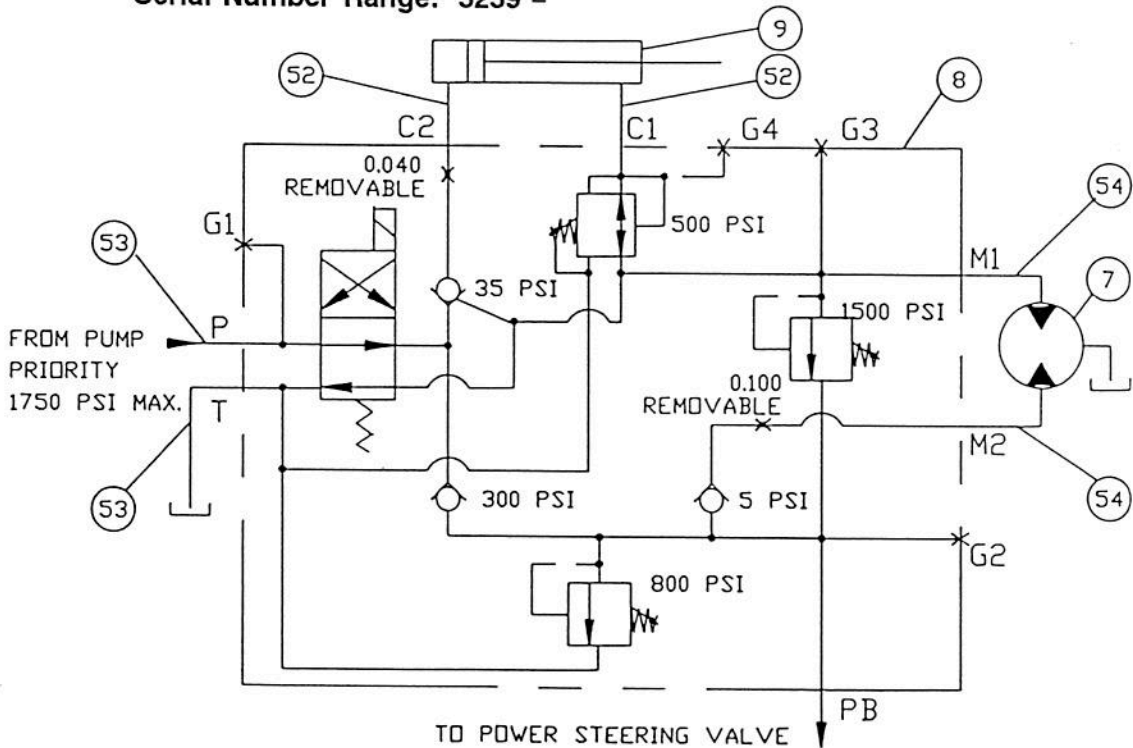 Serial Number Range: 5239 –
9
52
52
8
C2
C1
G4
G3
0.040
REMOVABLE
54
G1
500 PSI
53
M1
7
35 PSI
1500 PSI
P
FROM PUMP
PRIORITY
1750 PSI MAX.
0.100
REMOVABLE
T
M2
53
300 PSI
5 PSI
54
G2
800 PSI
PB
TO POWER STEERING VALVE